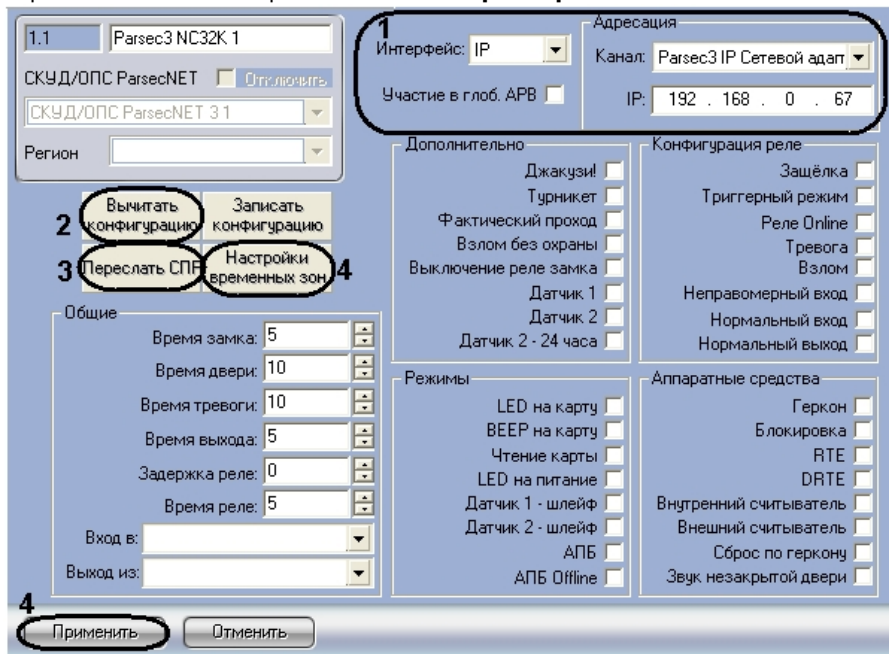 1
1.1 Parsec3 NC32K 1
СКУД/ОПС ParsecNET Отключить
СКУД/ОПС ParsecNET 3 1
Регион
Интерфейс: IP
Участие в глоб. APB
Адресация
Канал: Parsec3 IP Сетевой адапт
IP: 192 . 168 . 0 . 67
2
Вычитать
конфигурацию
Записать
конфигурацию
3
Переслать
Настройки
временных зон
4
Общие
Время замка: 5
Время двери: 10
Время тревоги: 10
Время выхода: 5
Задержка реле: 0
Время реле: 5
Вход в:
Выход из:
Дополнительно
Джакузи!
Турникет
Фактический проход
Взлом без охраны
Выключение реле замка
Датчик 1
Датчик 2
Датчик 2 - 24 часа
Конфигурация реле
Защёлка
Триггерный режим
Реле Online
Тревога
Взлом
Неправомерный вход
Нормальный вход
Нормальный выход
Режимы
LED на карту
BEEP на карту
Чтение карты
LED на питание
Датчик 1 - шлейф
Датчик 2 - шлейф
АПБ
АПБ Offline
Аппаратные средства
Геркон
Блокировка
RTE
DRTE
Внутренний считыватель
Внешний считыватель
Сброс по геркону
Звук незакрытой двери
4
Применить
Отменить